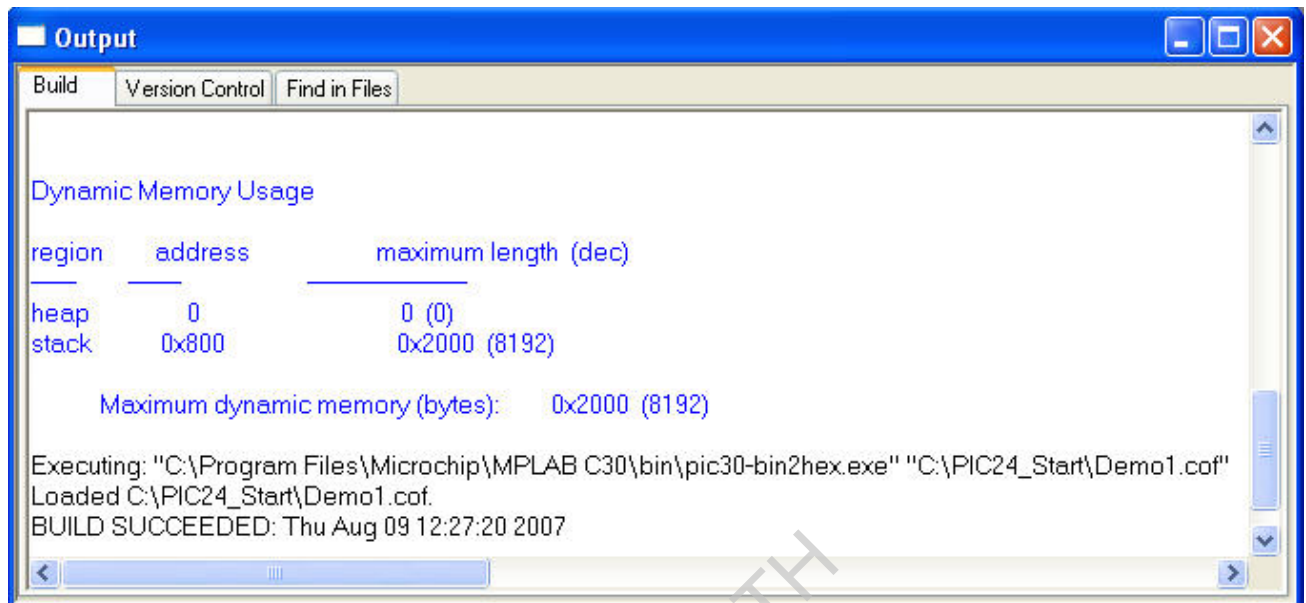 Output
Build Version Control Find in Files
Dynamic Memory Usage
region address maximum length (dec)
heap 0 0 (0)
stack 0x800 0x2000 (8192)
Maximum dynamic memory (bytes): 0x2000 (8192)
Executing: "C:\Program Files\Microchip\MPLAB C30\bin\pic30-bin2hex.exe" "C:\PIC24_Start\Demo1.cof"
Loaded C:\PIC24_Start\Demo1.cof.
BUILD SUCCEEDED: Thu Aug 09 12:27:20 2007
TH